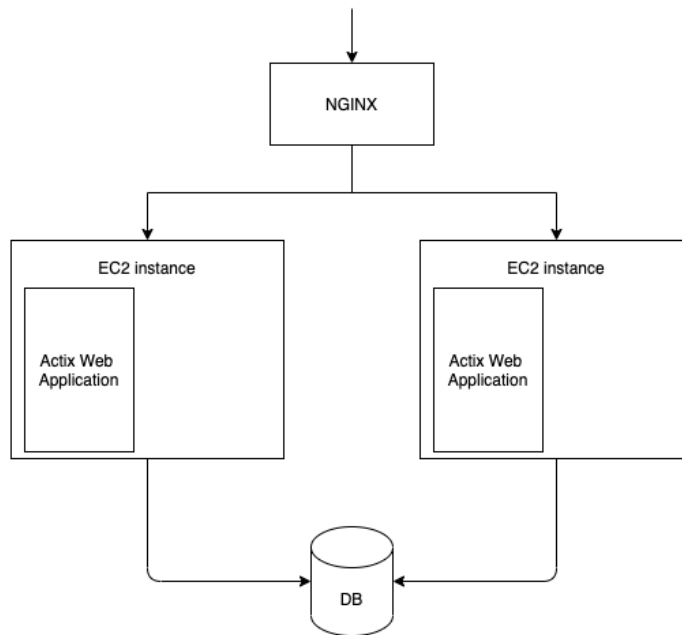 NGINX
EC2 instance
Actix Web
Application
EC2 instance
Actix Web
Application
DB